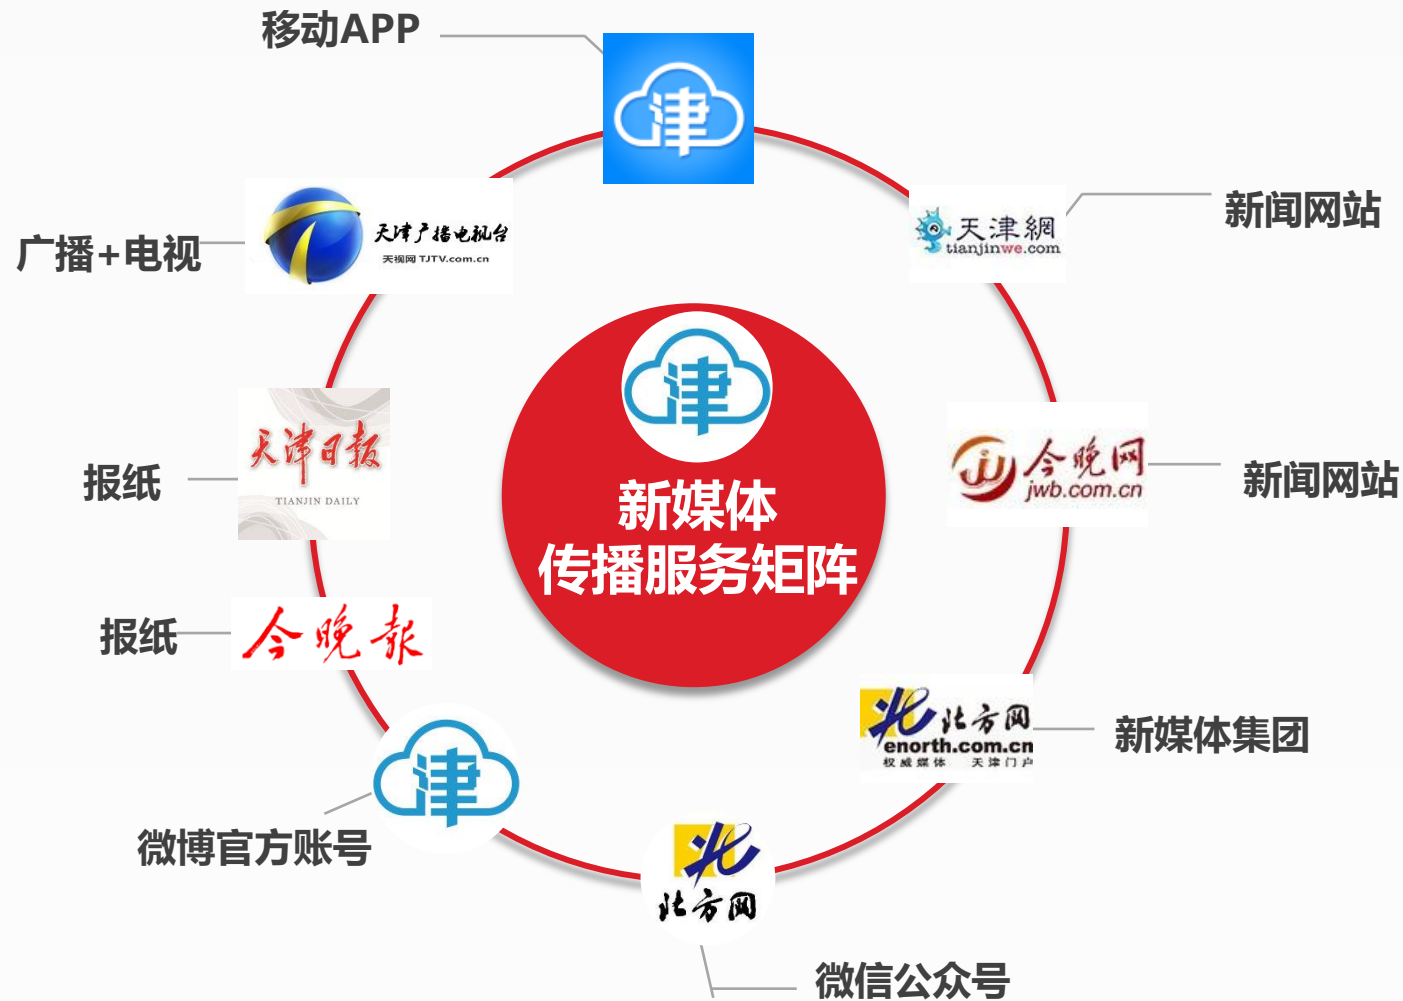 移动APP
津
天津广播电视台
天视网 TJTV.com.cn
广播+电视
天津網
tianjinwe.com
新闻网站
津
新媒体
传播服务矩阵
天津日报
TIANJIN DAILY
报纸
今晚网
jwb.com.cn
新闻网站
今晚報
报纸
北方网
enorth.com.cn
权威媒体 天津门户
新媒体集团
津
微博官方账号
北方网
微信公众号